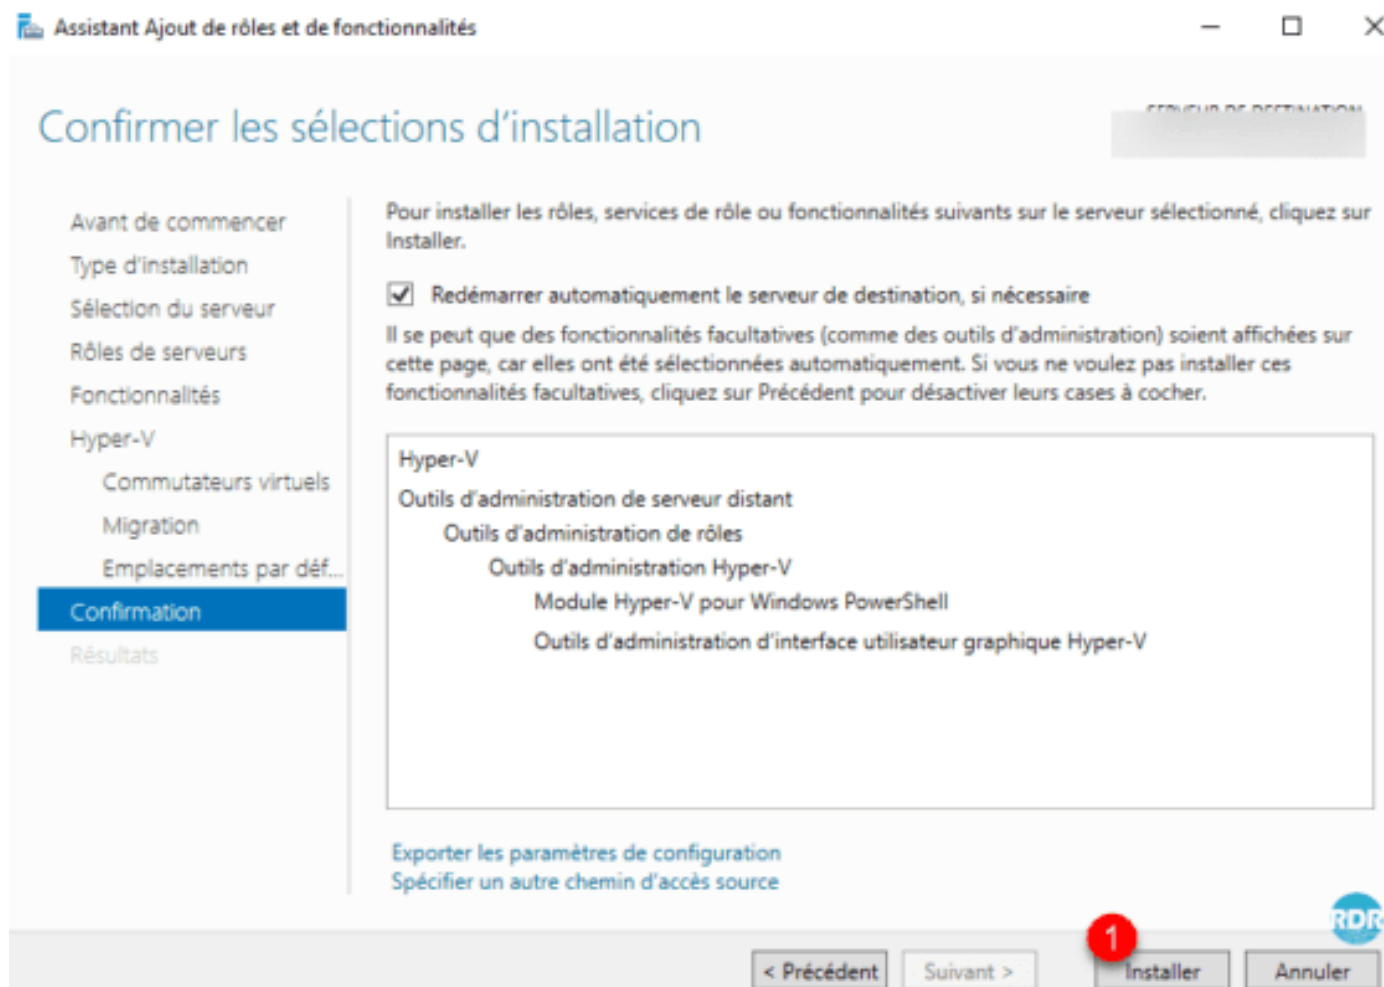 Assistant Ajout de rôles et de fonctionnalités
Confirmer les sélections d'installation
SERVEUR DE DESTINATION
Avant de commencer
Type d'installation
Sélection du serveur
Rôles de serveurs
Fonctionnalités
Hyper-V
Commutateurs virtuels
Migration
Emplacements par déf...
Confirmation
Résultats
Pour installer les rôles, services de rôle ou fonctionnalités suivants sur le serveur sélectionné, cliquez sur
Installer.
Redémarrer automatiquement le serveur de destination, si nécessaire
Il se peut que des fonctionnalités facultatives (comme des outils d'administration) soient affichées sur
cette page, car elles ont été sélectionnées automatiquement. Si vous ne voulez pas installer ces
fonctionnalités facultatives, cliquez sur Précédent pour désactiver leurs cases à cocher.
Hyper-V
Outils d'administration de serveur distant
Outils d'administration de rôles
Outils d'administration Hyper-V
Module Hyper-V pour Windows PowerShell
Outils d'administration d'interface utilisateur graphique Hyper-V
Exporter les paramètres de configuration
Spécifier un autre chemin d'accès source
RDR
1
< Précédent
Suivant >
Installer
Annuler